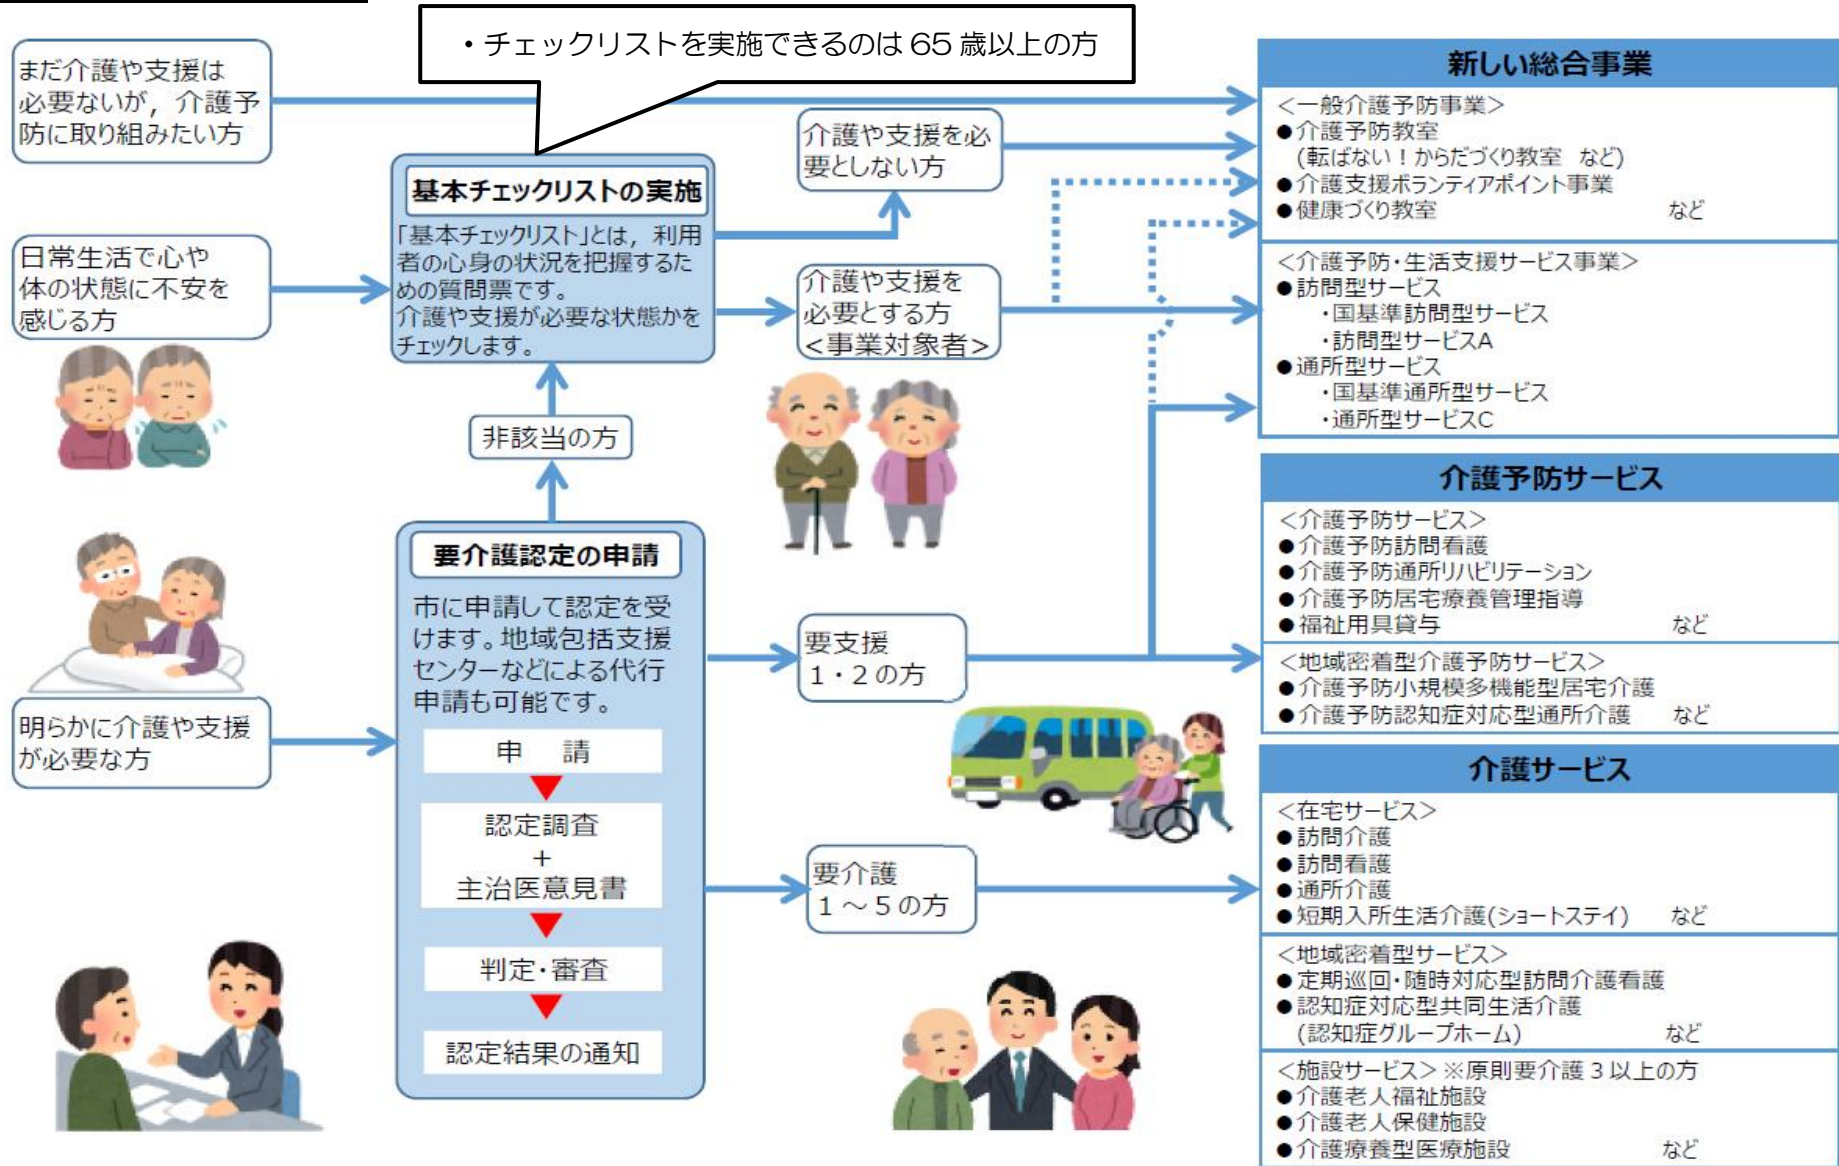 ・チェックリストを実施できるのは 65 歳以上の方
まだ介護や支援は
必要ないが，介護予
防に取り組みたい方
日常生活で心や
体の状態に不安を
感じる方
明らかに介護や支援
が必要な方
基本チェックリストの実施
「基本チェックリスト」とは，利用
者の心身の状況を把握するた
めの質問票です。
介護や支援が必要な状態かを
チェックします。
非該当の方
要介護認定の申請
市に申請して認定を受
けます。地域包括支援
センターなどによる代行
申請も可能です。
申　請
認定調査
+
主治医意見書
判定・審査
認定結果の通知
介護や支援を必
要としない方
介護や支援を
必要とする方
<事業対象者>
要支援
１・２の方
要介護
１～５の方
新しい総合事業
<一般介護予防事業>
●介護予防教室
(転ばない！からだづくり教室 など)
●介護支援ボランティアポイント事業
●健康づくり教室　など
<介護予防・生活支援サービス事業>
●訪問型サービス
・国基準訪問型サービス
・訪問型サービスA
●通所型サービス
・国基準通所型サービス
・通所型サービスC
介護予防サービス
<介護予防サービス>
●介護予防訪問看護
●介護予防通所リハビリテーション
●介護予防居宅療養管理指導
●福祉用具貸与　など
<地域密着型介護予防サービス>
●介護予防小規模多機能型居宅介護
●介護予防認知症対応型通所介護　など
介護サービス
<在宅サービス>
●訪問介護
●訪問看護
●通所介護
●短期入所生活介護(ショートステイ)　など
<地域密着型サービス>
●定期巡回・随時対応型訪問介護看護
●認知症対応型共同生活介護
(認知症グループホーム)　など
<施設サービス>※原則要介護３以上の方
●介護老人福祉施設
●介護老人保健施設
●介護療養型医療施設　など